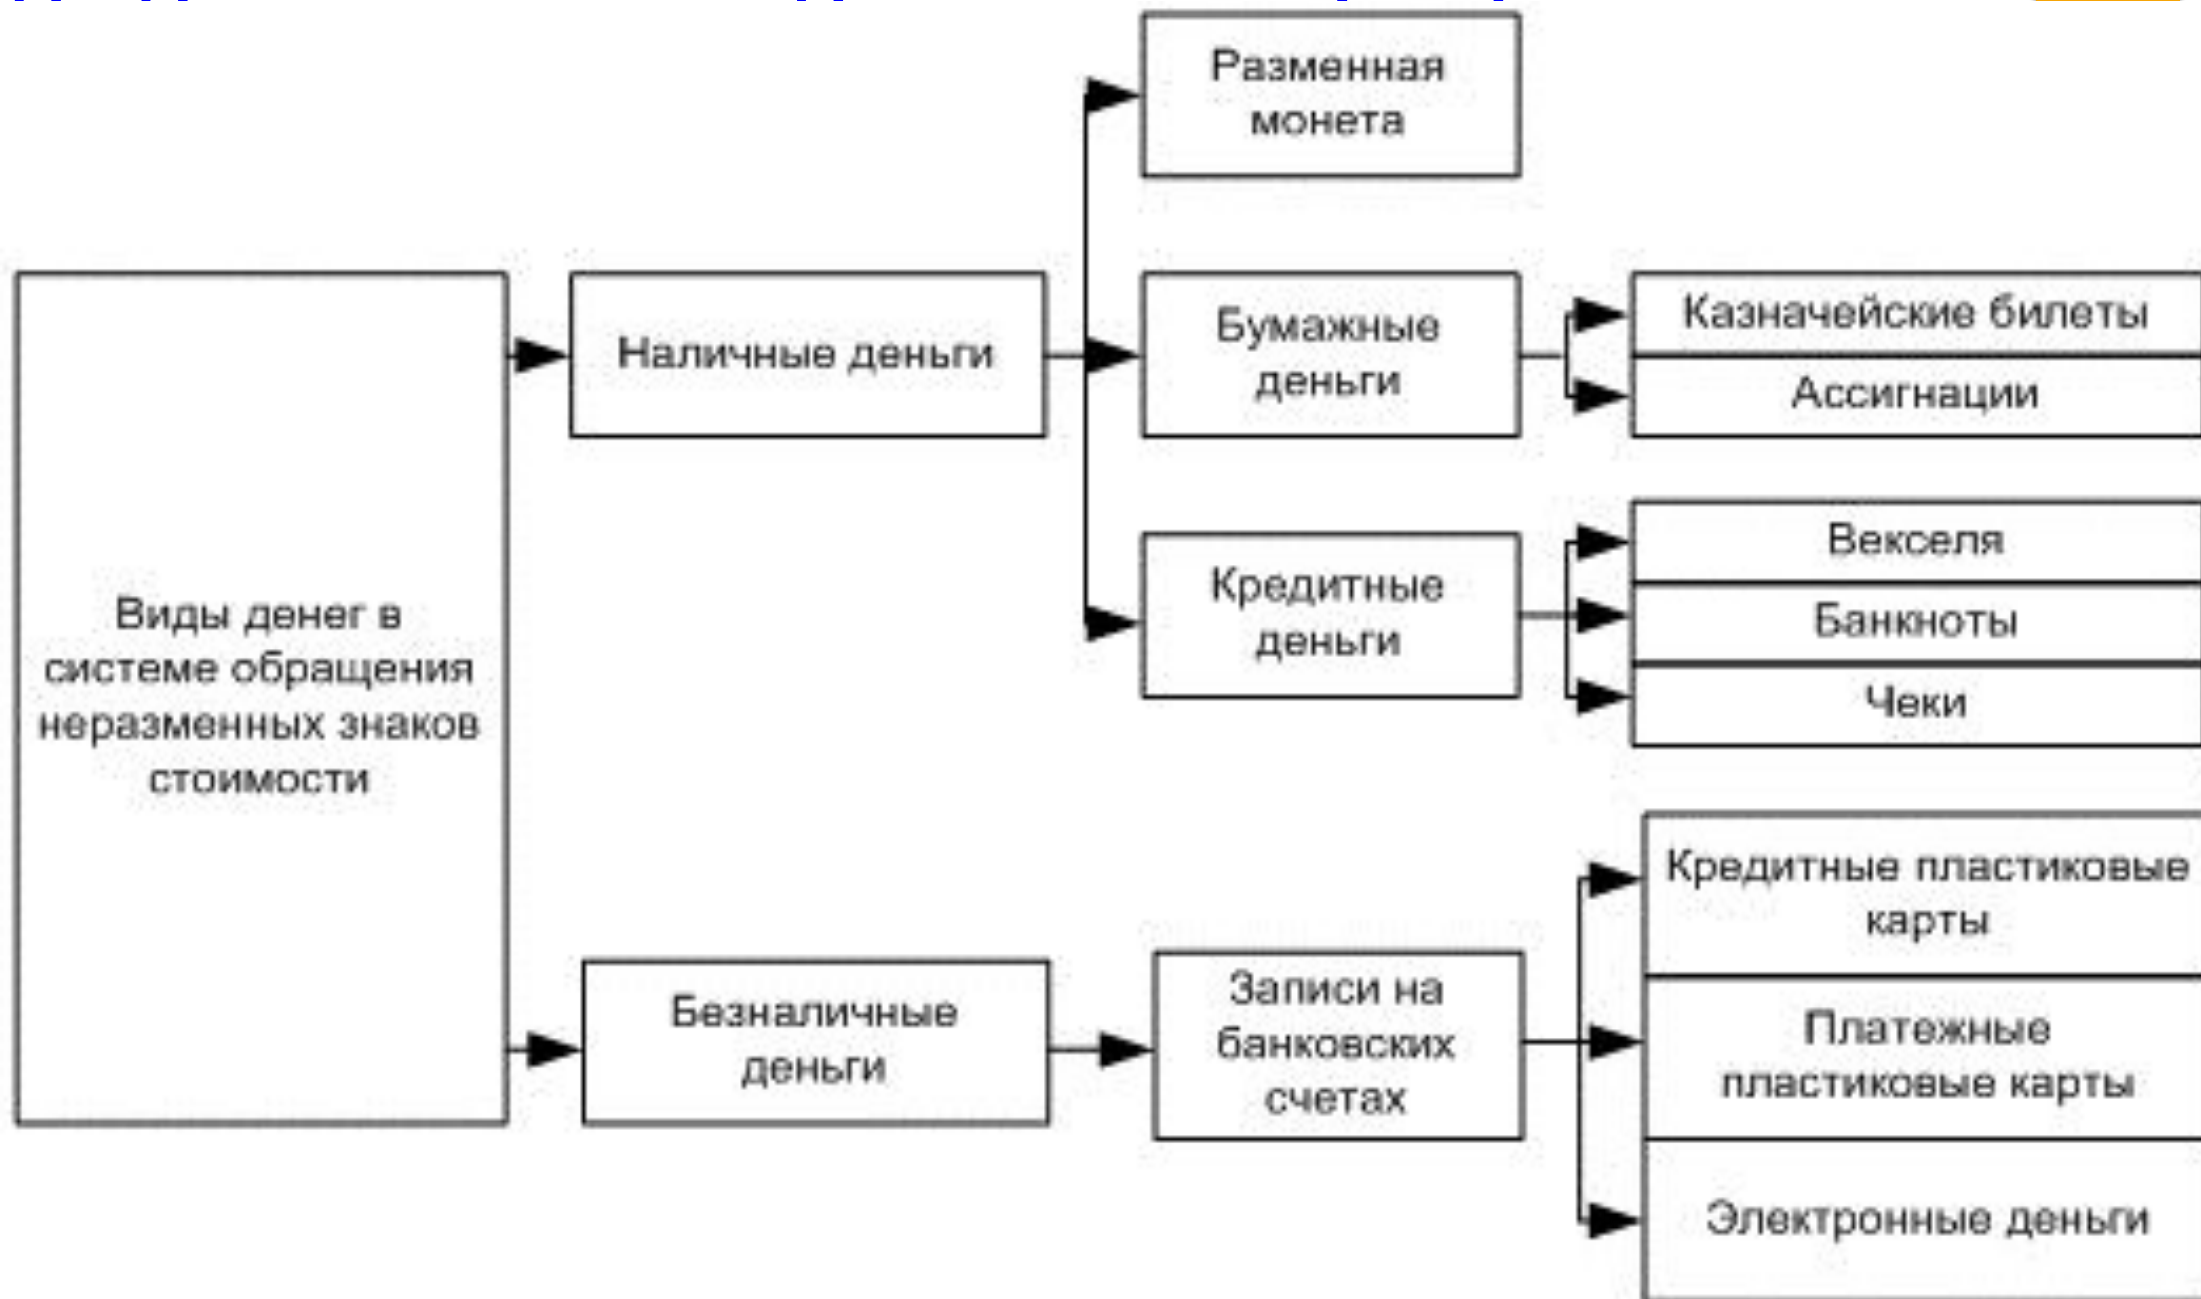 Разменная
монета
Наличные деньги
Бумажные
деньги
Казначейские билеты
Ассигнации
Виды денег в
системе обращения
неразменных знаков
стоимости
Кредитные
деньги
Векселя
Банкноты
Чеки
Безналичные
деньги
Записи на
банковских
счетах
Кредитные пластиковые
карты
Платежные
пластиковые карты
Электронные деньги